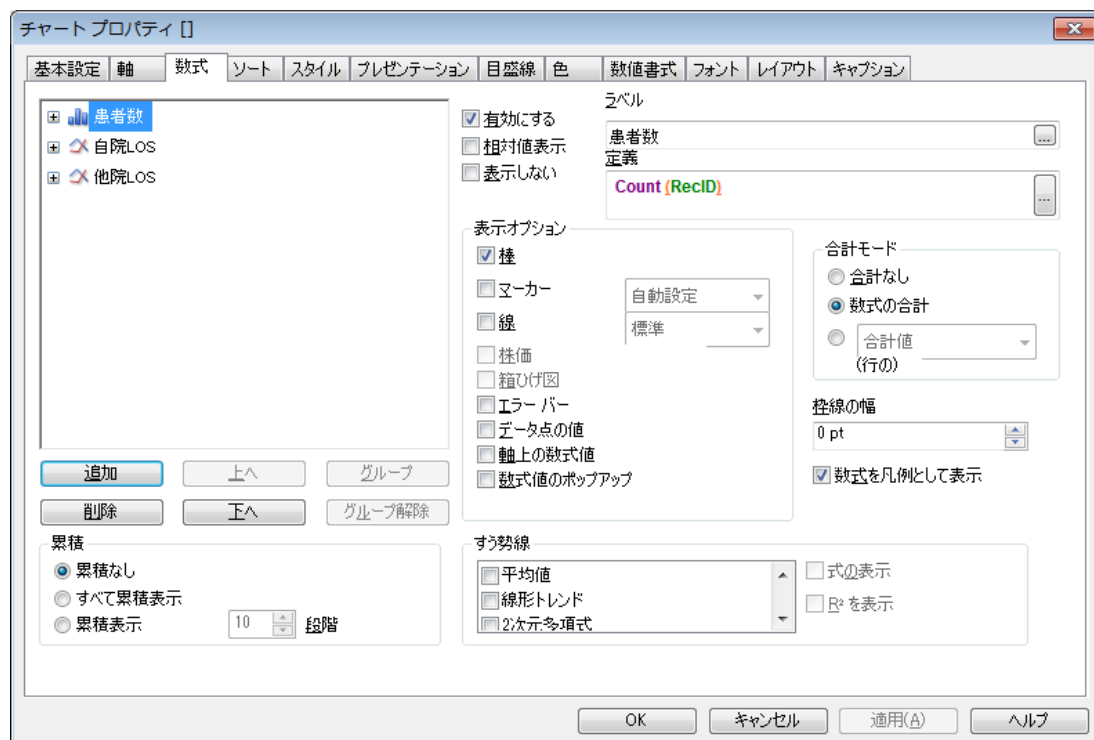 チャート プロパティ []
基本設定 軸 数式 ソート スタイル プレゼンテーション 目盛線 色 数値書式 フォント レイアウト キャプション
患者数
自院LOS
他院LOS
有効にする
相対値表示
表示しない
ラベル
患者数
...
定義
Count (RecID)
...
表示オプション
棒
マーカー
自動設定
線
標準
株価
箱ひげ図
エラー バー
データ点の値
軸上の数式値
数式値のポップアップ
合計モード
合計なし
数式の合計
合計値
(行の)
枠線の幅
0 pt
数式を凡例として表示
追加 上へ グループ
削除 下へ グループ解除
累積
累積なし
すべて累積表示
累積表示 10 段階
すう勢線
平均値
線形トレンド
2次元多項式
式の表示
R² を表示
OK キャンセル 適用(A) ヘルプ